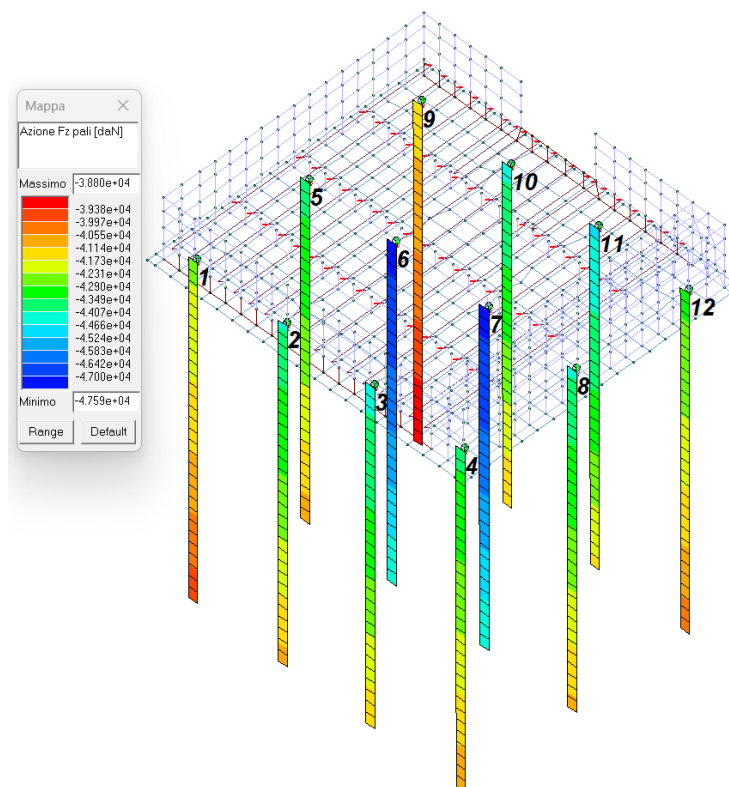 Mappa
Azione Fz pali [daN]
Massimo -3.880e+04
-3.938e+04
-3.997e+04
-4.055e+04
-4.114e+04
-4.173e+04
-4.231e+04
-4.290e+04
-4.349e+04
-4.407e+04
-4.466e+04
-4.524e+04
-4.583e+04
-4.642e+04
-4.700e+04
Minimo -4.759e+04
Range Default
9
10
5
11
6
1
12
7
2
8
3
4